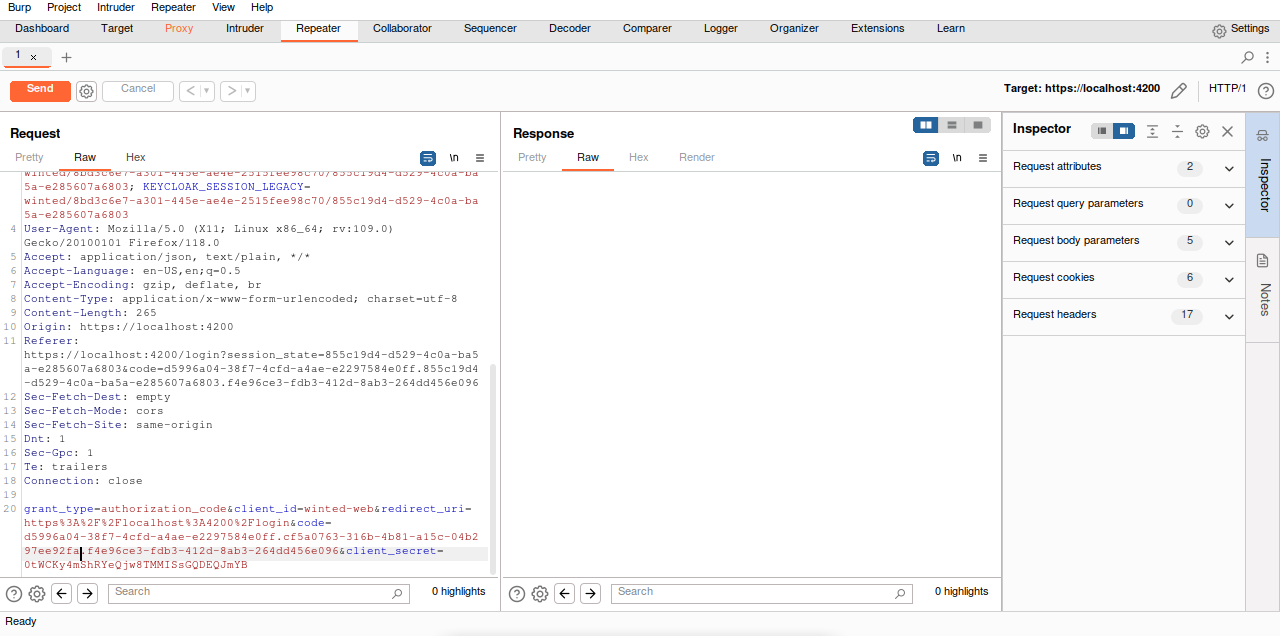 Burp Project Intruder Repeater View Help
Dashboard Target Proxy Intruder Repeater Collaborator Sequencer Decoder Comparer Logger Organizer Extensions Learn Settings
1 × +
Send Cancel < > Target: https://localhost:4200 HTTP/1 ?
Request
Pretty Raw Hex \n
winted/8bd3c6e7-a301-445e-ae4e-2515fee98c70/855c19d4-d529-4c0a-ba
5a-e285607a6803; KEYCLOAK_SESSION_LEGACY=
winted/8bd3c6e7-a301-445e-ae4e-2515fee98c70/855c19d4-d529-4c0a-ba
5a-e285607a6803
4 User-Agent: Mozilla/5.0 (X11; Linux x86_64; rv:109.0)
Gecko/20100101 Firefox/118.0
5 Accept: application/json, text/plain, */*
6 Accept-Language: en-US,en;q=0.5
7 Accept-Encoding: gzip, deflate, br
8 Content-Type: application/x-www-form-urlencoded; charset=utf-8
9 Content-Length: 265
10 Origin: https://localhost:4200
11 Referer:
https://localhost:4200/login?session_state=855c19d4-d529-4c0a-ba5
a-e285607a6803&code=d5996a04-38f7-4cfd-a4ae-e2297584e0ff.855c19d4
-d529-4c0a-ba5a-e285607a6803.f4e96ce3-fdb3-412d-8ab3-264dd456e096
12 Sec-Fetch-Dest: empty
13 Sec-Fetch-Mode: cors
14 Sec-Fetch-Site: same-origin
15 Dnt: 1
16 Sec-Gpc: 1
17 Te: trailers
18 Connection: close
19
20 grant_type=authorization_code&client_id=winted-web&redirect_uri=
https%3A%2F%2Flocalhost%3A4200%2Flogin&code=
d5996a04-38f7-4cfd-a4ae-e2297584e0ff.cf5a0763-316b-4b81-a15c-04b2
97ee92fa.f4e96ce3-fdb3-412d-8ab3-264dd456e096&client_secret=
0tWCKy4mShRYeQjw8TMMISsGQDEQJmYB
? Search 0 highlights
Response
Pretty Raw Hex Render \n
? Search 0 highlights
Inspector
Request attributes 2
Request query parameters 0
Request body parameters 5
Request cookies 6
Request headers 17
Inspector
Notes
Ready